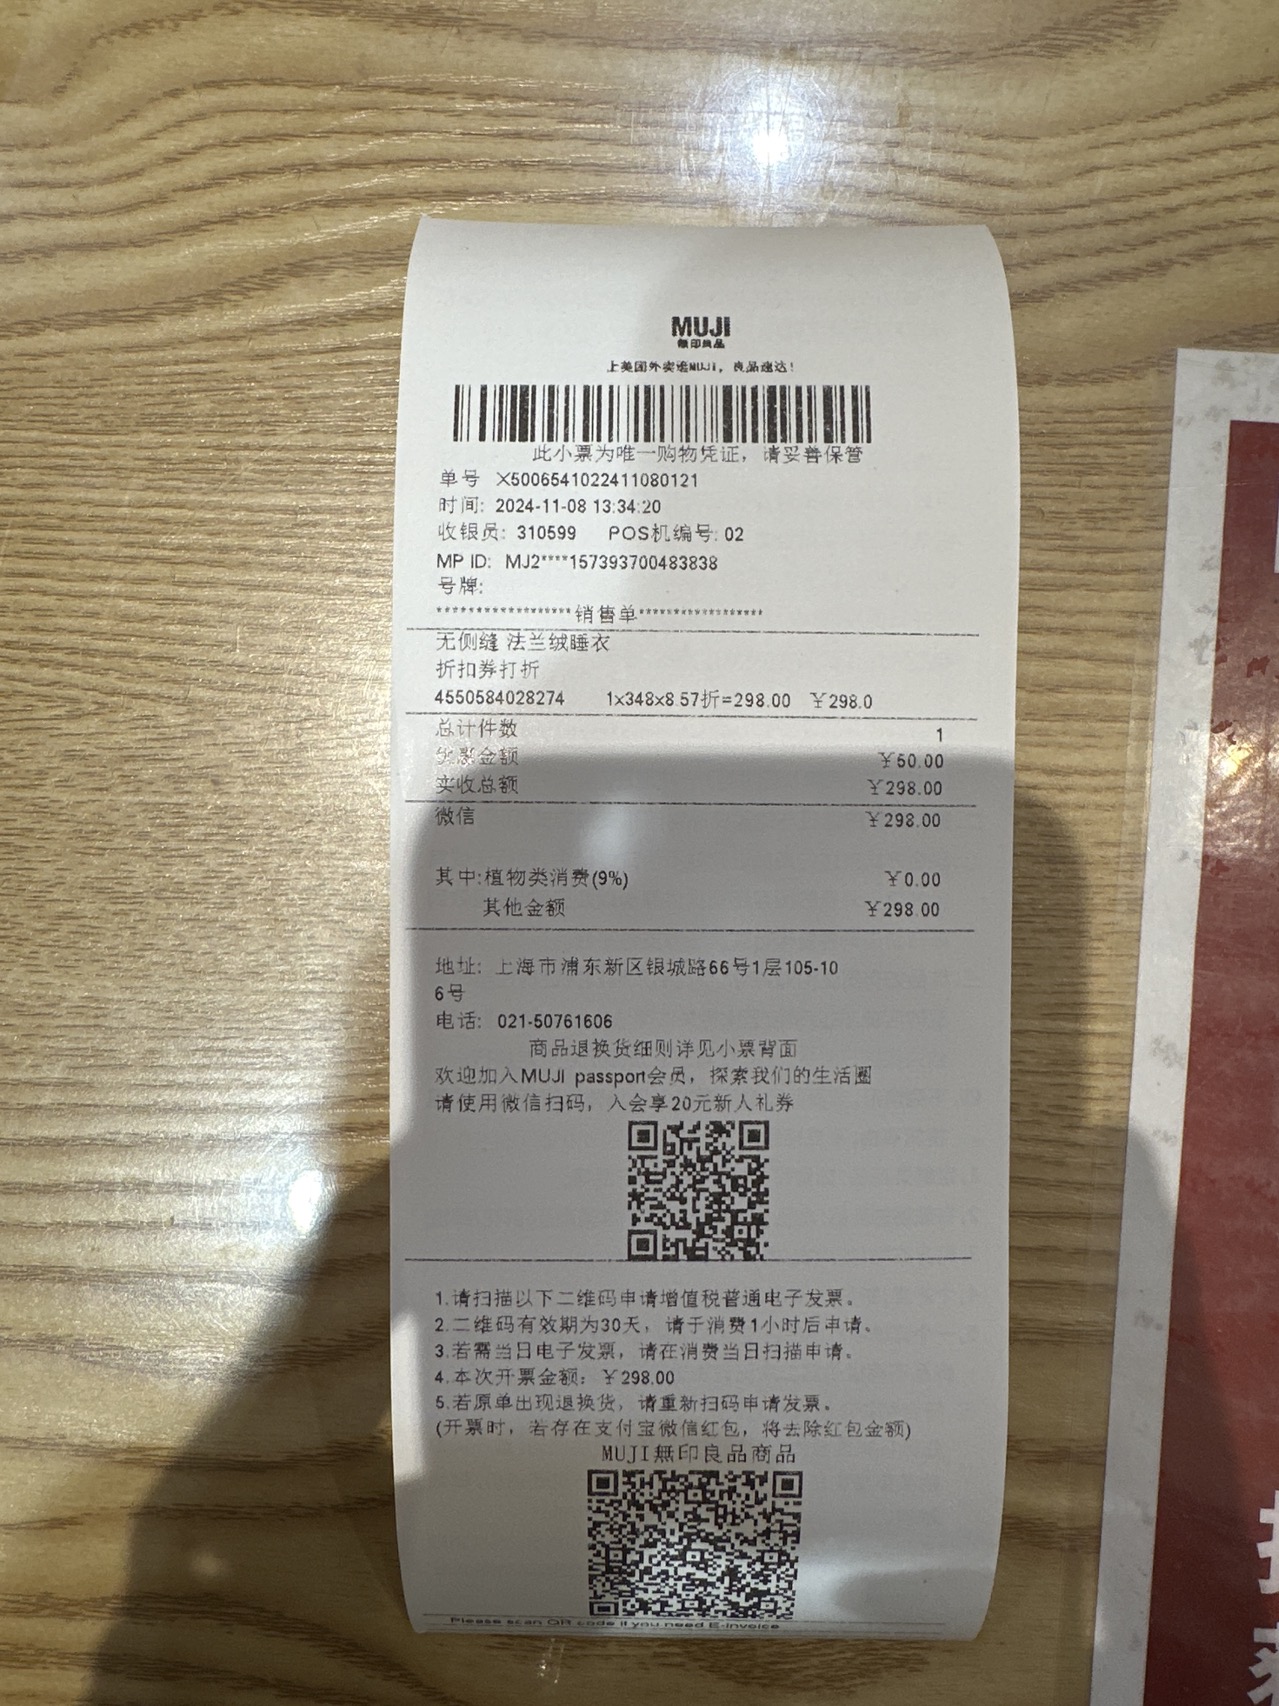 MUJI
無印良品
上美团外卖逛MUJI，良品速达！
此小票为唯一购物凭证，请妥善保管
单号 X5006541022411080121
时间: 2024-11-08 13:34:20
收银员: 310599 POS机编号: 02
MP ID: MJ2****157393700483838
号牌:
*********************销售单*******************
无侧缝 法兰绒睡衣
折扣券打折
4550584028274 1x348x8.57折=298.00 ￥298.0
总计件数 1
优惠金额 ￥50.00
实收总额 ￥298.00
微信 ￥298.00
其中:植物类消费(9%) ￥0.00
其他金额 ￥298.00
地址: 上海市浦东新区银城路66号1层105-10
6号
电话: 021-50761606
商品退换货细则详见小票背面
欢迎加入MUJI passport会员，探索我们的生活圈
请使用微信扫码，入会享20元新人礼券
1.请扫描以下二维码申请增值税普通电子发票。
2.二维码有效期为30天，请于消费1小时后申请。
3.若需当日电子发票，请在消费当日扫描申请。
4.本次开票金额: ￥298.00
5.若原单出现退换货，请重新扫码申请发票。
(开票时，若存在支付宝微信红包，将去除红包金额)
MUJI無印良品商品
Please scan QR code if you need E-invoice